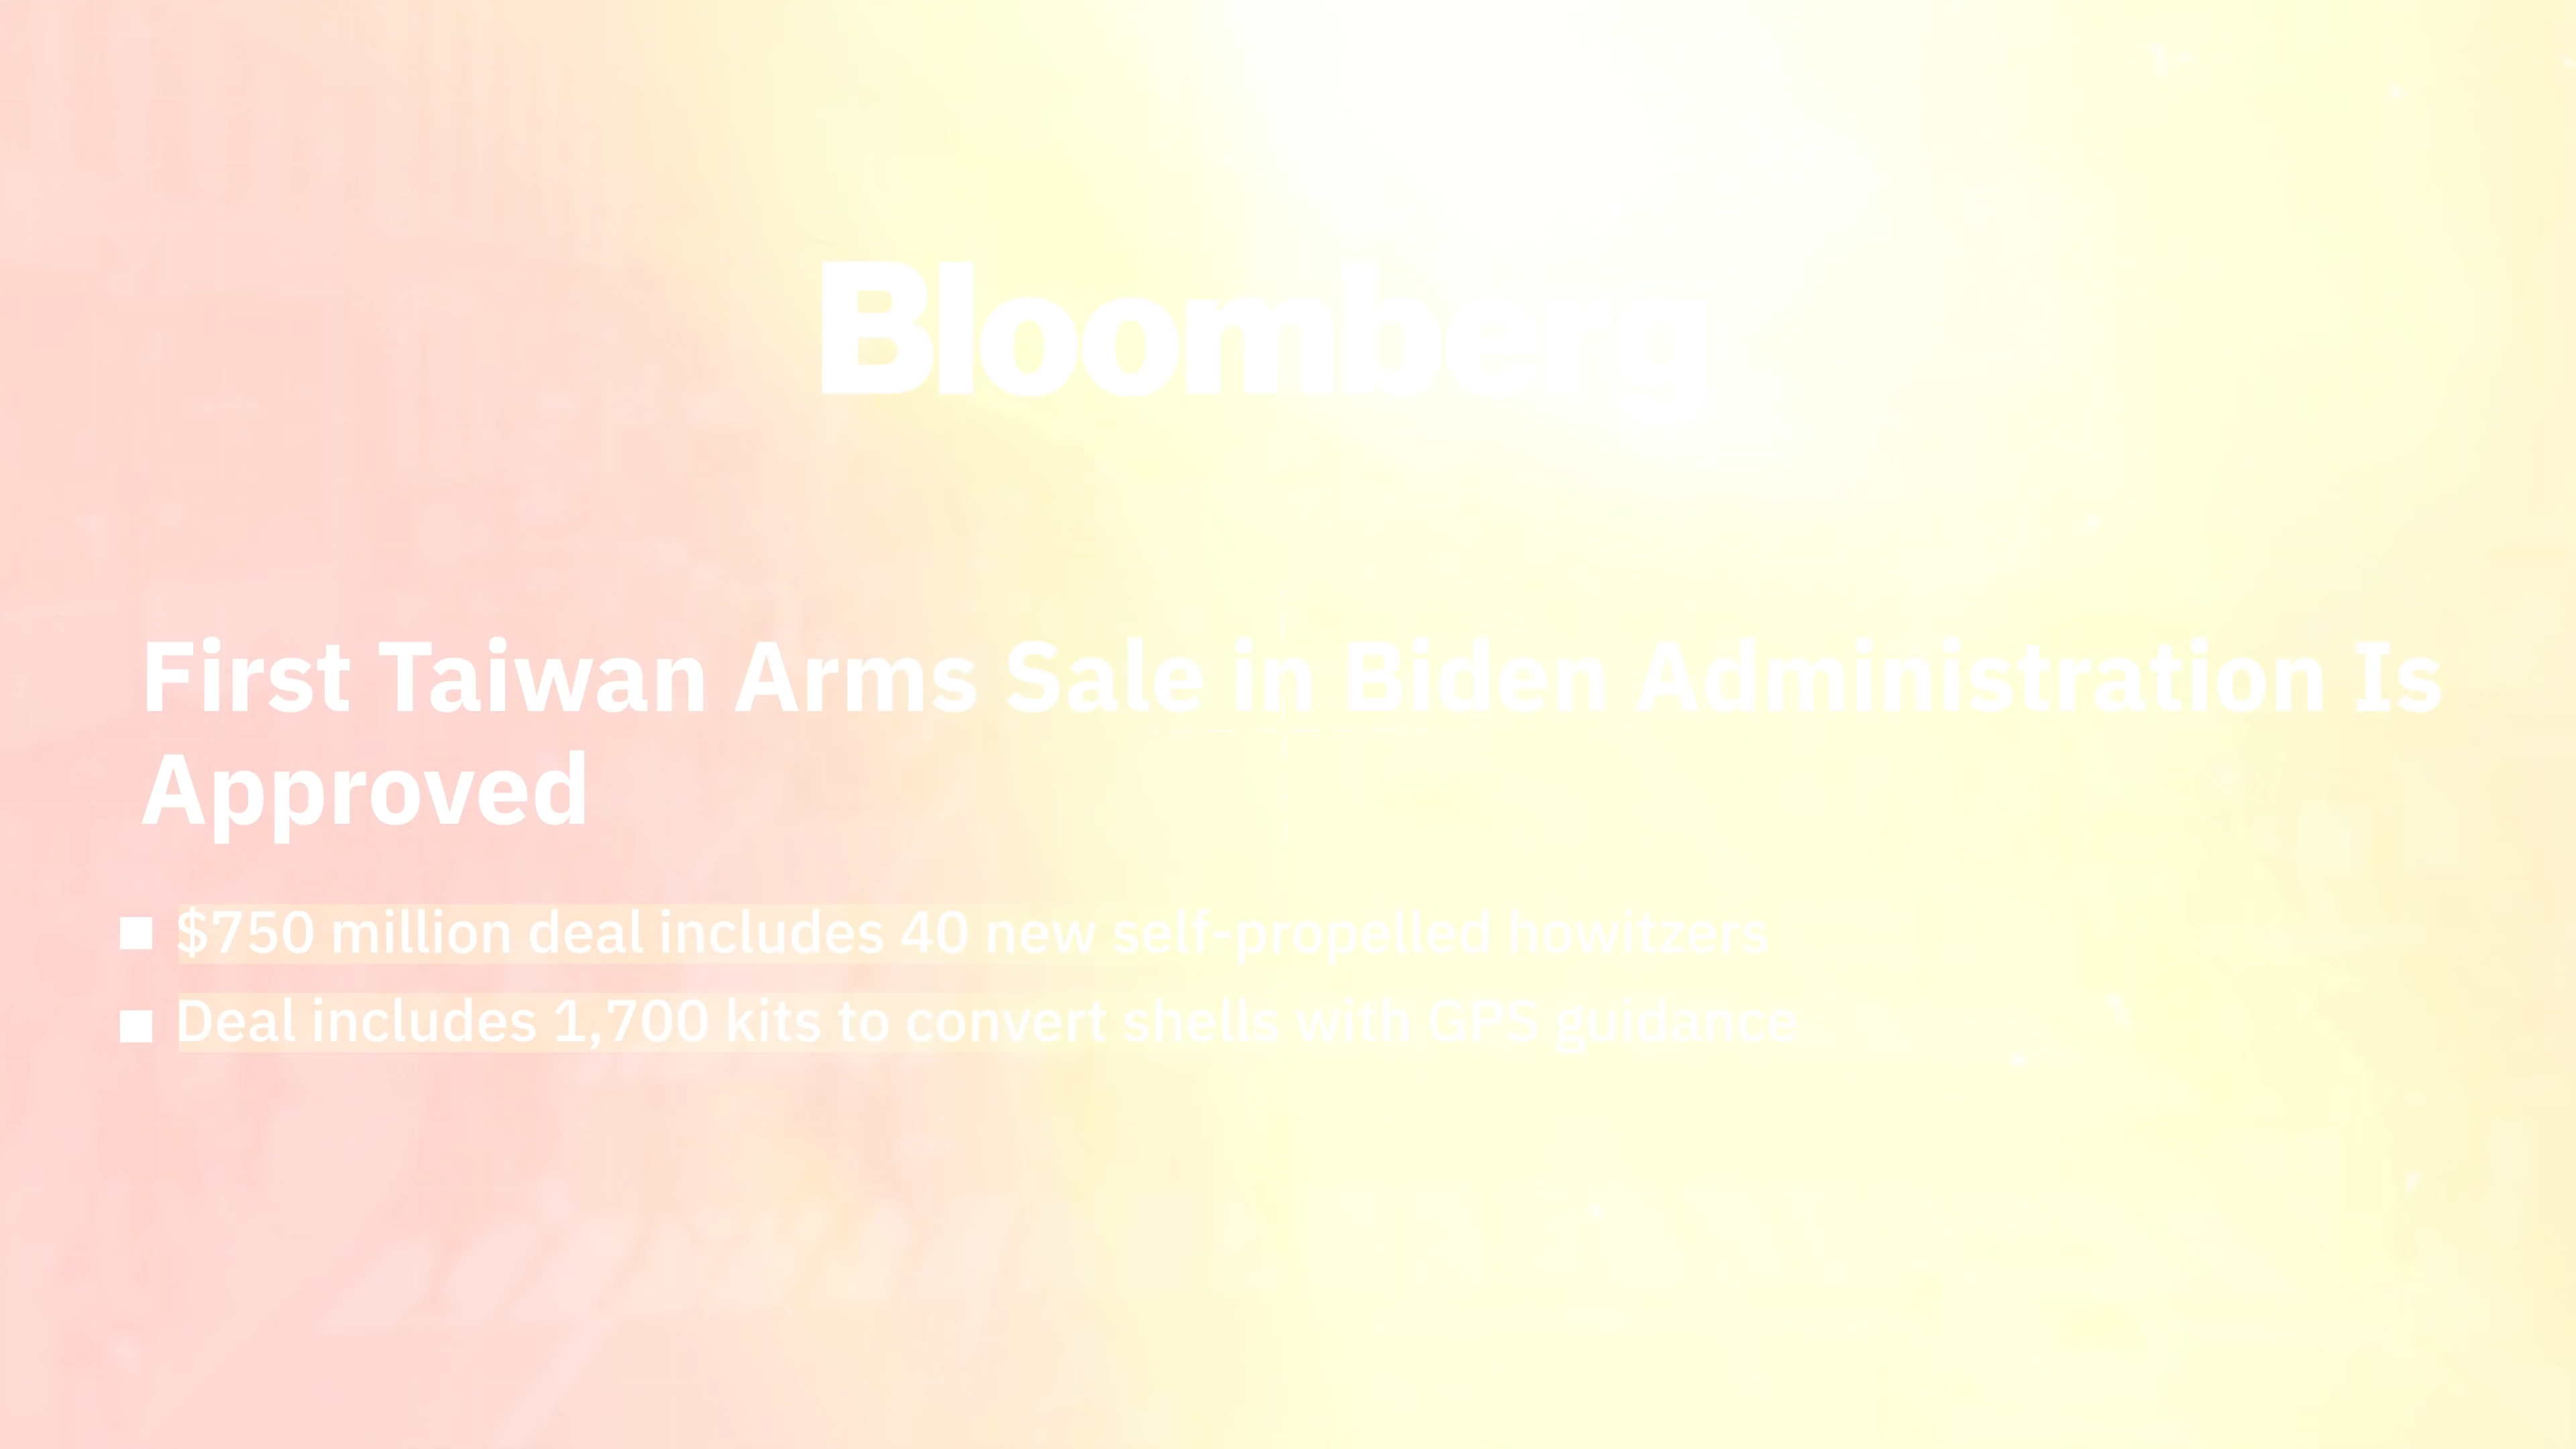 Bloomberg
First Taiwan Arms Sale in Biden Administration Is
Approved
■ $750 million deal includes 40 new self-propelled howitzers
■ Deal includes 1,700 kits to convert shells with GPS guidance